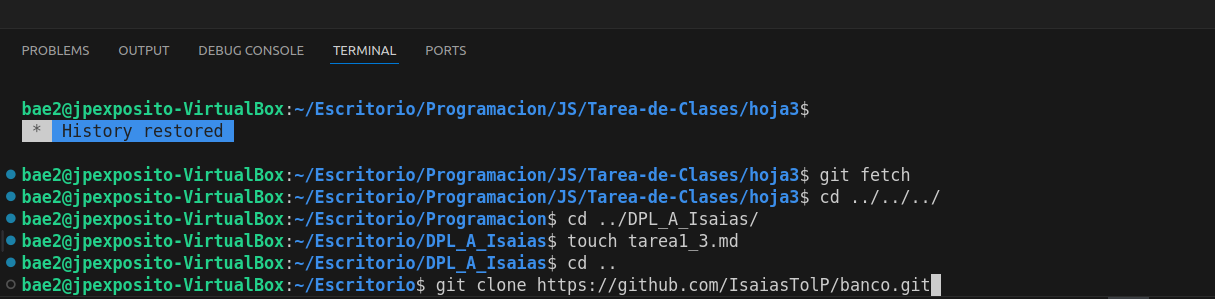 PROBLEMS OUTPUT DEBUG CONSOLE TERMINAL PORTS
bae2@jpexposito-VirtualBox:~/Escritorio/Programacion/JS/Tarea-de-Clases/hoja3$
* History restored
bae2@jpexposito-VirtualBox:~/Escritorio/Programacion/JS/Tarea-de-Clases/hoja3$ git fetch
bae2@jpexposito-VirtualBox:~/Escritorio/Programacion/JS/Tarea-de-Clases/hoja3$ cd ../../../
bae2@jpexposito-VirtualBox:~/Escritorio/Programacion$ cd ../DPL_A_Isaias/
bae2@jpexposito-VirtualBox:~/Escritorio/DPL_A_Isaias$ touch tarea1_3.md
bae2@jpexposito-VirtualBox:~/Escritorio/DPL_A_Isaias$ cd ..
bae2@jpexposito-VirtualBox:~/Escritorio$ git clone https://github.com/IsaiasTolP/banco.git